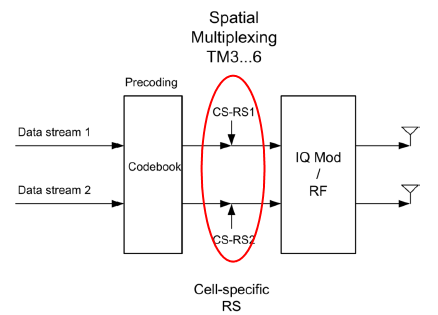 Spatial
Multiplexing
TM3...6
Precoding
CS-RS1
Data stream 1
Codebook
IQ Mod
/
RF
Data stream 2
CS-RS2
Cell-specific
RS